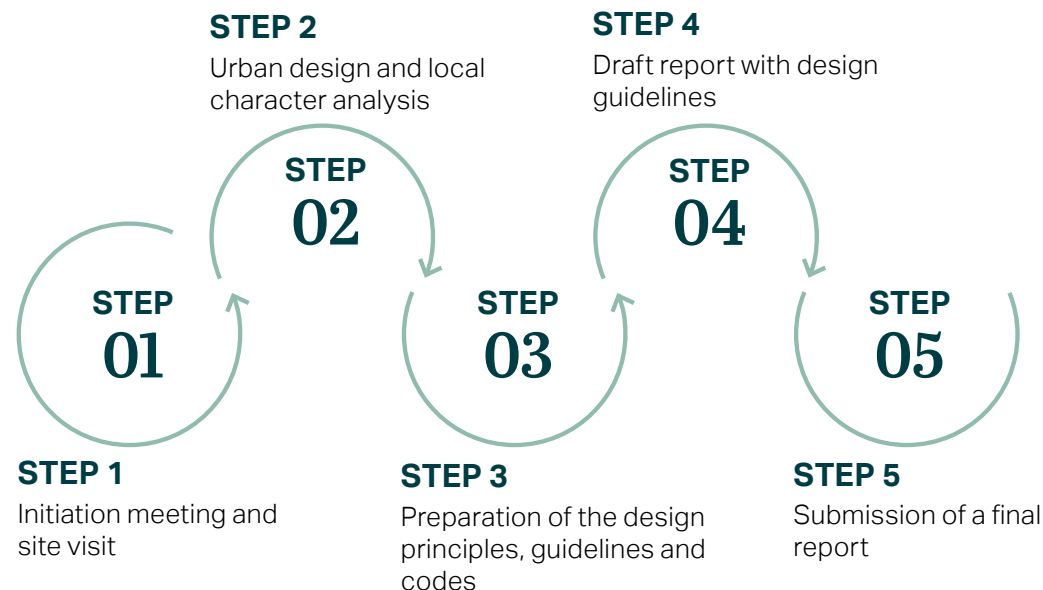 STEP 2
Urban design and local
character analysis
STEP 4
Draft report with design
guidelines
STEP
02
STEP
04
STEP
01
STEP
03
STEP
05
STEP 1
Initiation meeting and
site visit
STEP 3
Preparation of the design
principles, guidelines and
codes
STEP 5
Submission of a final
report